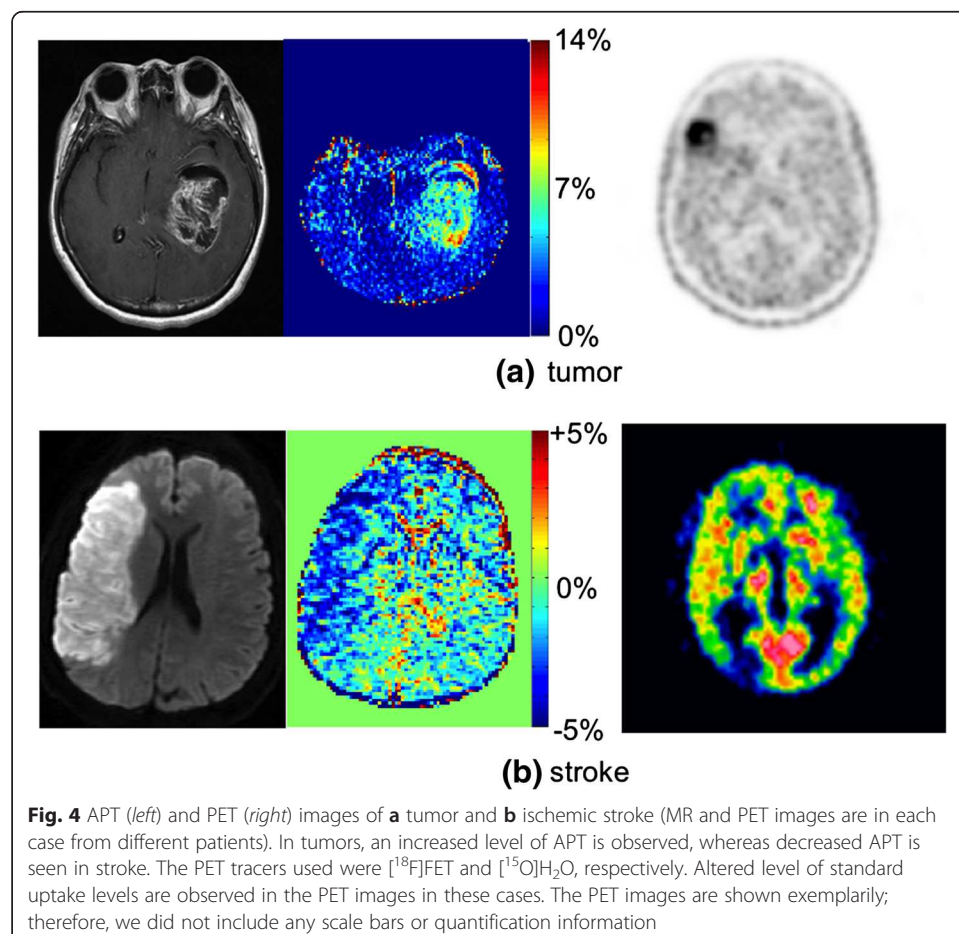 14%
7%
0%
(a) tumor
+5%
0%
-5%
(b) stroke
Fig. 4 APT (left) and PET (right) images of a tumor and b ischemic stroke (MR and PET images are in each
case from different patients). In tumors, an increased level of APT is observed, whereas decreased APT is
seen in stroke. The PET tracers used were [¹⁸F]FET and [¹⁵O]H₂O, respectively. Altered level of standard
uptake levels are observed in the PET images in these cases. The PET images are shown exemplarily;
therefore, we did not include any scale bars or quantification information